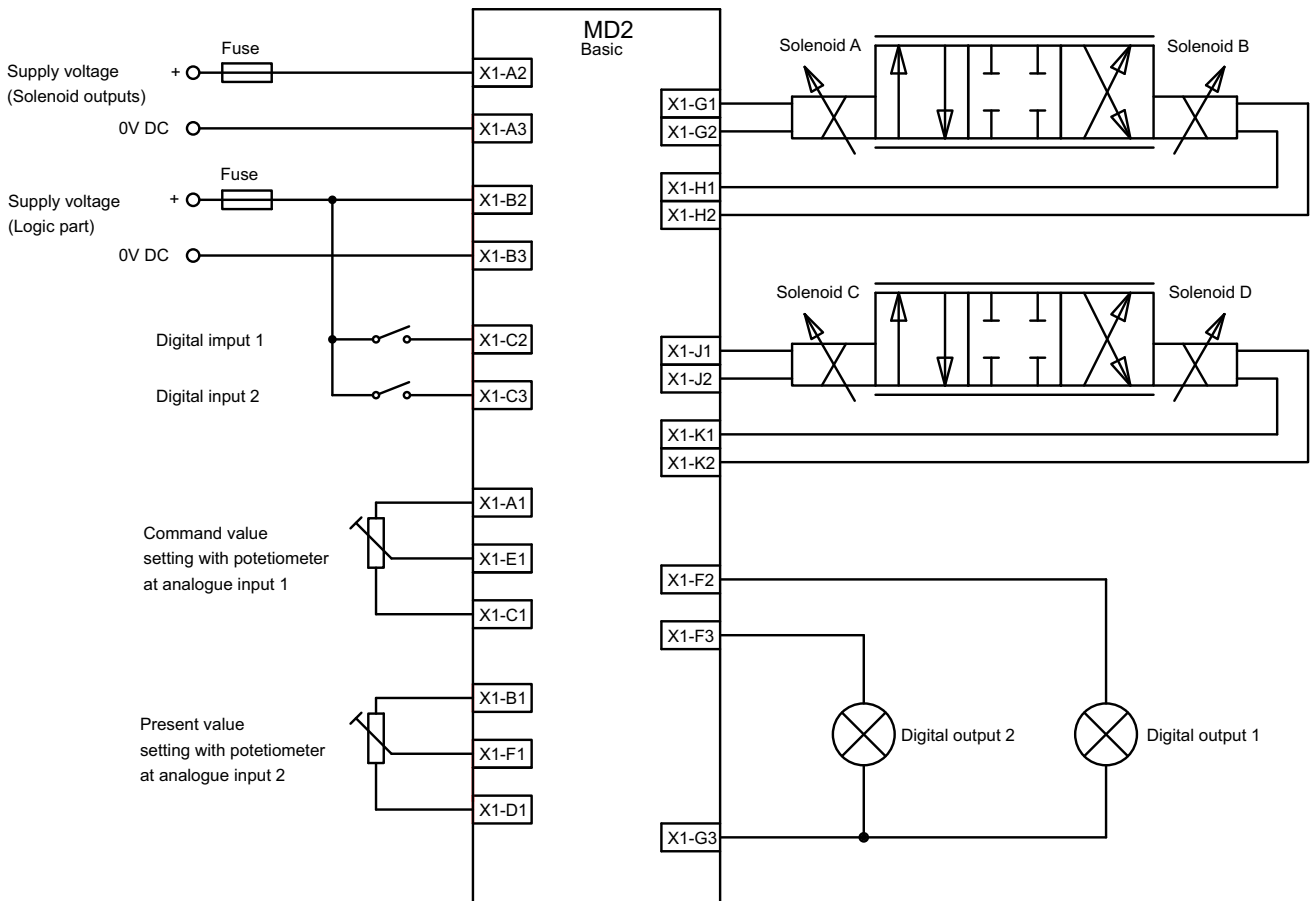 MD2
Basic
Fuse
Supply voltage
(Solenoid outputs)
+
X1-A2
0V DC
X1-A3
Fuse
Supply voltage
(Logic part)
+
X1-B2
0V DC
X1-B3
Digital imput 1
X1-C2
Digital input 2
X1-C3
X1-A1
Command value
setting with potetiometer
at analogue input 1
X1-E1
X1-C1
X1-B1
Present value
setting with potetiometer
at analogue input 2
X1-F1
X1-D1
Solenoid A
Solenoid B
X1-G1
X1-G2
X1-H1
X1-H2
Solenoid C
Solenoid D
X1-J1
X1-J2
X1-K1
X1-K2
X1-F2
X1-F3
Digital output 2
Digital output 1
X1-G3